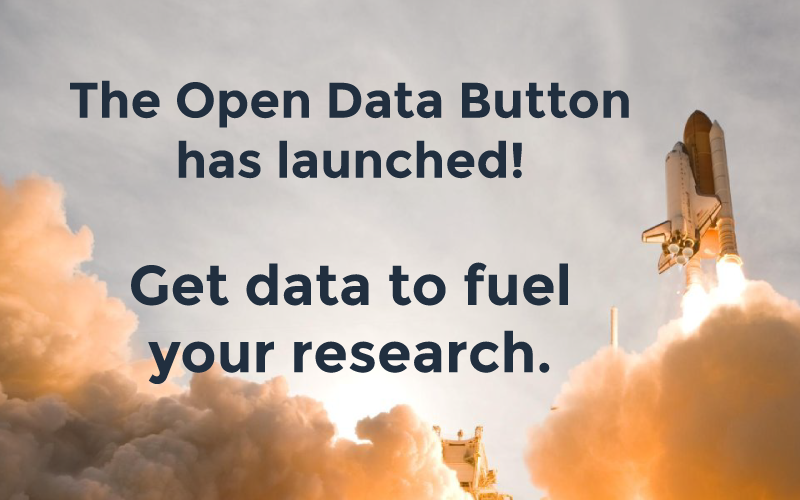 The Open Data Button
has launched!
Get data to fuel
your research.